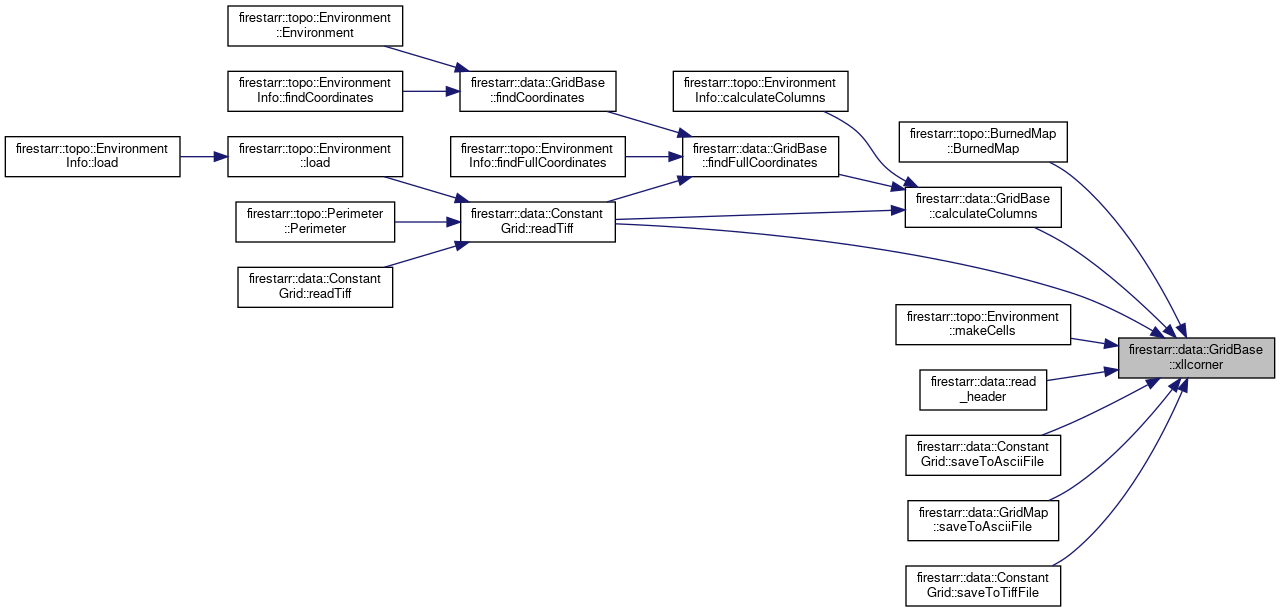 firestarr::topo::Environment
::Environment
firestarr::topo::Environment
Info::findCoordinates
firestarr::data::GridBase
::findCoordinates
firestarr::topo::Environment
Info::calculateColumns
firestarr::topo::BurnedMap
::BurnedMap
firestarr::topo::Environment
Info::load
firestarr::topo::Environment
::load
firestarr::topo::Environment
Info::findFullCoordinates
firestarr::data::GridBase
::findFullCoordinates
firestarr::data::GridBase
::calculateColumns
firestarr::topo::Perimeter
::Perimeter
firestarr::data::Constant
Grid::readTiff
firestarr::data::Constant
Grid::readTiff
firestarr::topo::Environment
::makeCells
firestarr::data::GridBase
::xllcorner
firestarr::data::read
_header
firestarr::data::Constant
Grid::saveToAsciiFile
firestarr::data::GridMap
::saveToAsciiFile
firestarr::data::Constant
Grid::saveToTiffFile